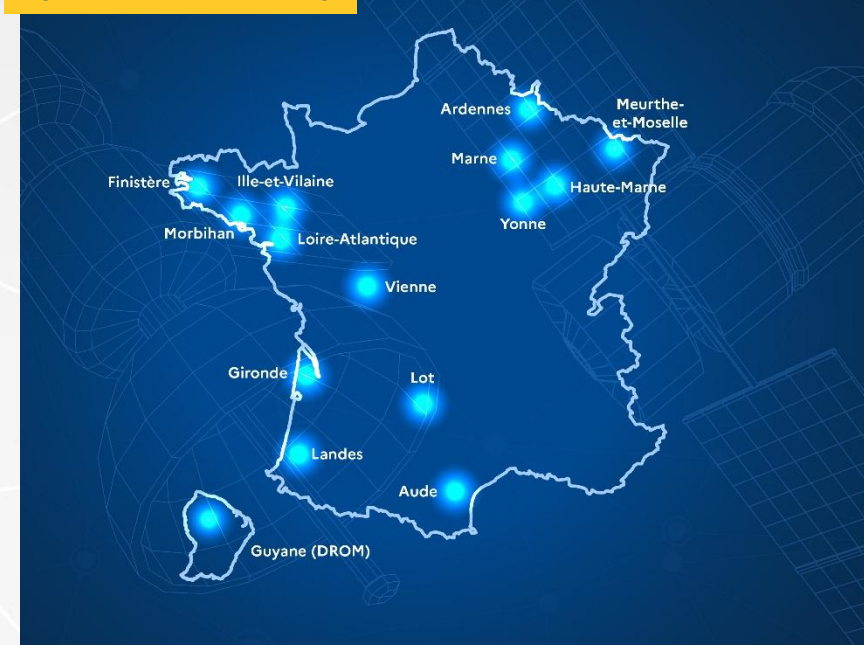 Ardennes
Meurthe-
et-Moselle
Marne
Haute-Marne
Finistère
Ille-et-Vilaine
Yonne
Morbihan
Loire-Atlantique
Vienne
Gironde
Lot
Landes
Aude
Guyane (DROM)